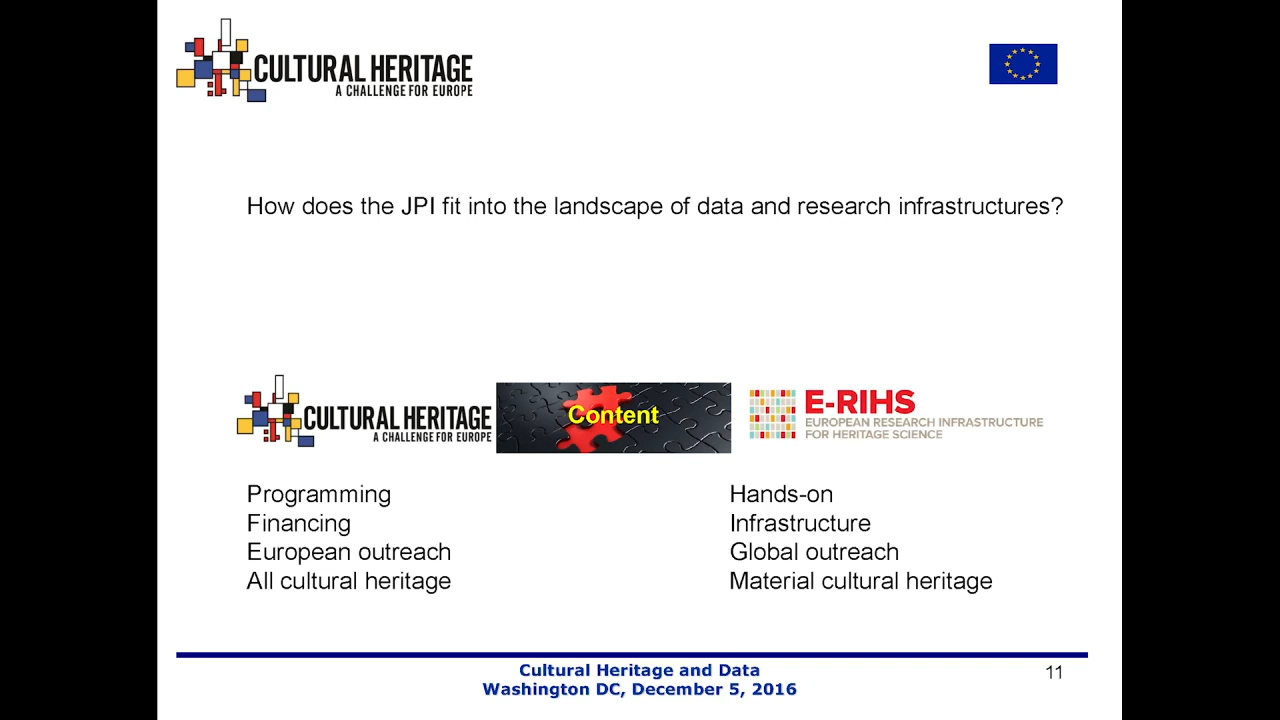 CULTURAL HERITAGE
A CHALLENGE FOR EUROPE
How does the JPI fit into the landscape of data and research infrastructures?
CULTURAL HERITAGE
A CHALLENGE FOR EUROPE
Content
E-RIHS
EUROPEAN RESEARCH INFRASTRUCTURE
FOR HERITAGE SCIENCE
Programming
Financing
European outreach
All cultural heritage
Hands-on
Infrastructure
Global outreach
Material cultural heritage
Cultural Heritage and Data
Washington DC, December 5, 2016
11